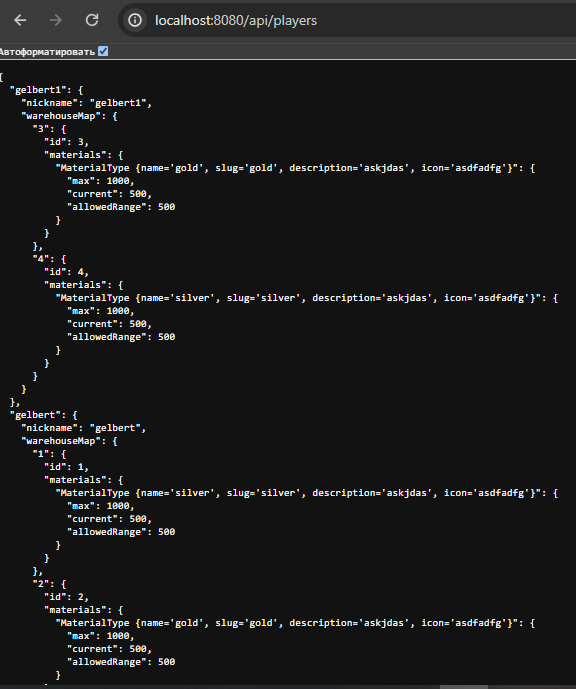 localhost:8080/api/players
Автоформатировать
{
  "gelbert1": {
    "nickname": "gelbert1",
    "warehouseMap": {
      "3": {
        "id": 3,
        "materials": {
          "MaterialType {name='gold', slug='gold', description='askjdas', icon='asdfadfg'}": {
            "max": 1000,
            "current": 500,
            "allowedRange": 500
          }
        }
      },
      "4": {
        "id": 4,
        "materials": {
          "MaterialType {name='silver', slug='silver', description='askjdas', icon='asdfadfg'}": {
            "max": 1000,
            "current": 500,
            "allowedRange": 500
          }
        }
      }
    }
  },
  "gelbert": {
    "nickname": "gelbert",
    "warehouseMap": {
      "1": {
        "id": 1,
        "materials": {
          "MaterialType {name='silver', slug='silver', description='askjdas', icon='asdfadfg'}": {
            "max": 1000,
            "current": 500,
            "allowedRange": 500
          }
        }
      },
      "2": {
        "id": 2,
        "materials": {
          "MaterialType {name='gold', slug='gold', description='askjdas', icon='asdfadfg'}": {
            "max": 1000,
            "current": 500,
            "allowedRange": 500
          }